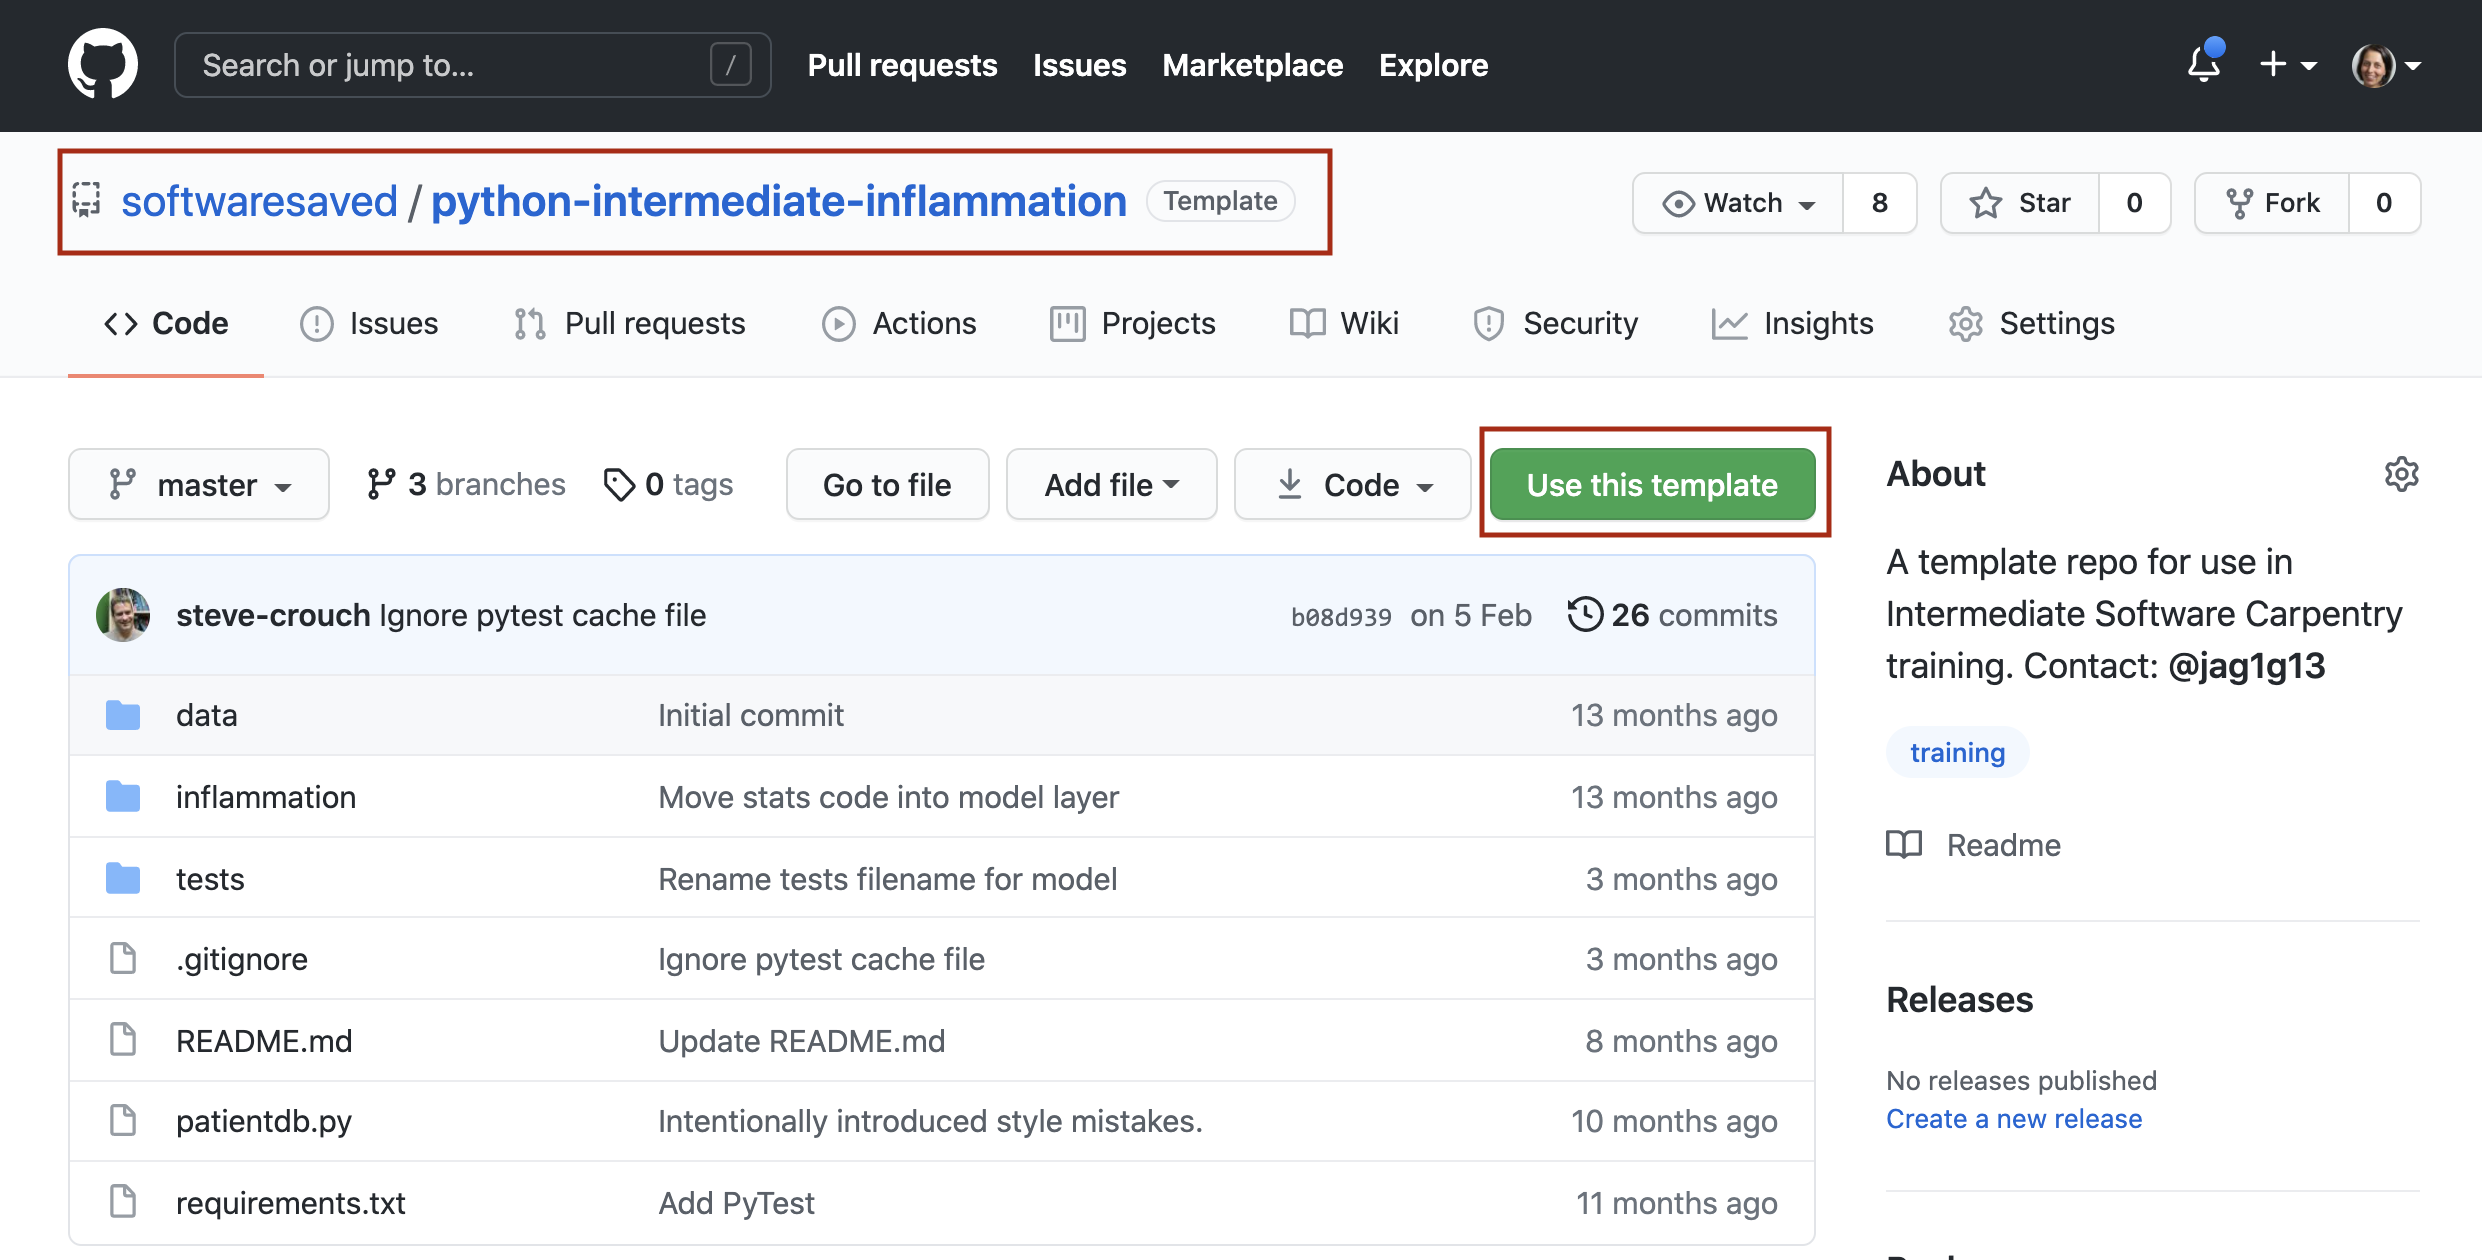 Search or jump to... / Pull requests Issues Marketplace Explore
softwaresaved / python-intermediate-inflammation Template Watch 8 Star 0 Fork 0
Code Issues Pull requests Actions Projects Wiki Security Insights Settings
master 3 branches 0 tags Go to file Add file Code Use this template
steve-crouch Ignore pytest cache file b08d939 on 5 Feb 26 commits
data Initial commit 13 months ago
inflammation Move stats code into model layer 13 months ago
tests Rename tests filename for model 3 months ago
.gitignore Ignore pytest cache file 3 months ago
README.md Update README.md 8 months ago
patientdb.py Intentionally introduced style mistakes. 10 months ago
requirements.txt Add PyTest 11 months ago
About
A template repo for use in
Intermediate Software Carpentry
training. Contact: @jag1g13
training
Readme
Releases
No releases published
Create a new release